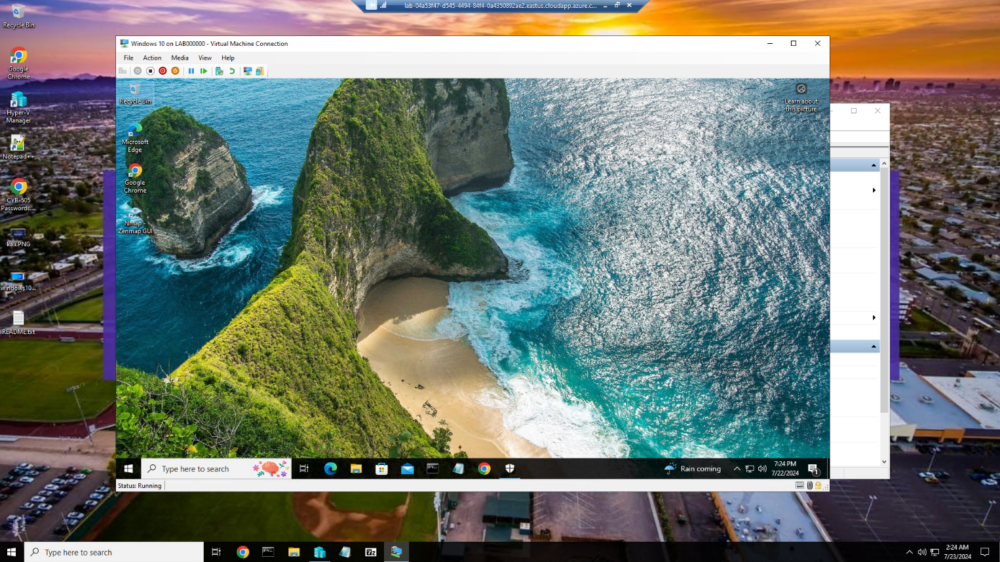 lab-04a53f47-d545-4494-84f4-0a4350892ae2.eastus.cloudapp.azure.c...
Recycle Bin
Google
Chrome
Hyper-V
Manager
Notepad++
CYB-505
Passwords....
kali.PNG
windows10...
README.txt
Windows 10 on LAB000000 - Virtual Machine Connection
File Action Media View Help
Recycle Bin
Learn about
this picture
Microsoft
Edge
Google
Chrome
Nmap -
Zenmap GUI
Type here to search
Rain coming
7:24 PM
7/22/2024
1
Status: Running
Type here to search
2:24 AM
7/23/2024